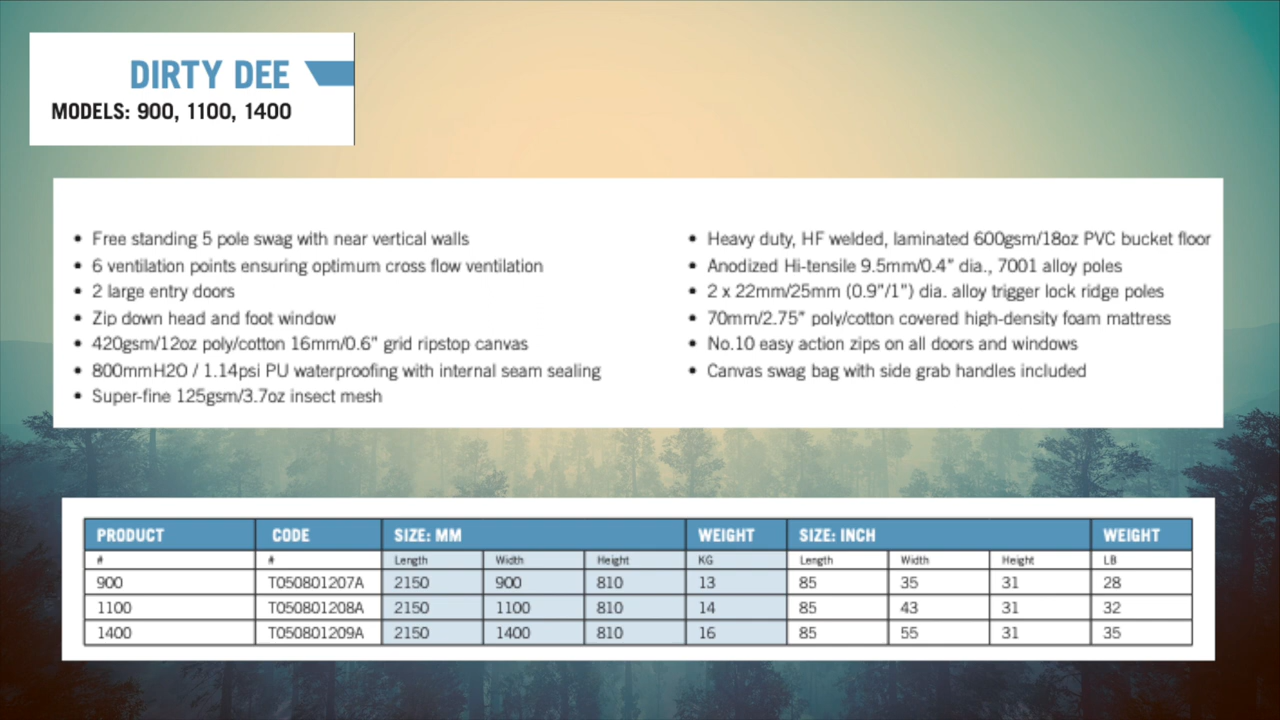 DIRTY DEE
MODELS: 900, 1100, 1400
• Free standing 5 pole swag with near vertical walls
• 6 ventilation points ensuring optimum cross flow ventilation
• 2 large entry doors
• Zip down head and foot window
• 420gsm/12oz poly/cotton 16mm/0.6" grid ripstop canvas
• 800mmH2O / 1.14psi PU waterproofing with internal seam sealing
• Super-fine 125gsm/3.7oz insect mesh
• Heavy duty, HF welded, laminated 600gsm/18oz PVC bucket floor
• Anodized Hi-tensile 9.5mm/0.4" dia., 7001 alloy poles
• 2 x 22mm/25mm (0.9"/1") dia. alloy trigger lock ridge poles
• 70mm/2.75" poly/cotton covered high-density foam mattress
• No.10 easy action zips on all doors and windows
• Canvas swag bag with side grab handles included
PRODUCT CODE SIZE: MM WEIGHT SIZE: INCH WEIGHT
# # Length Width Height KG Length Width Height LB
900 T050801207A 2150 900 810 13 85 35 31 28
1100 T050801208A 2150 1100 810 14 85 43 31 32
1400 T050801209A 2150 1400 810 16 85 55 31 35